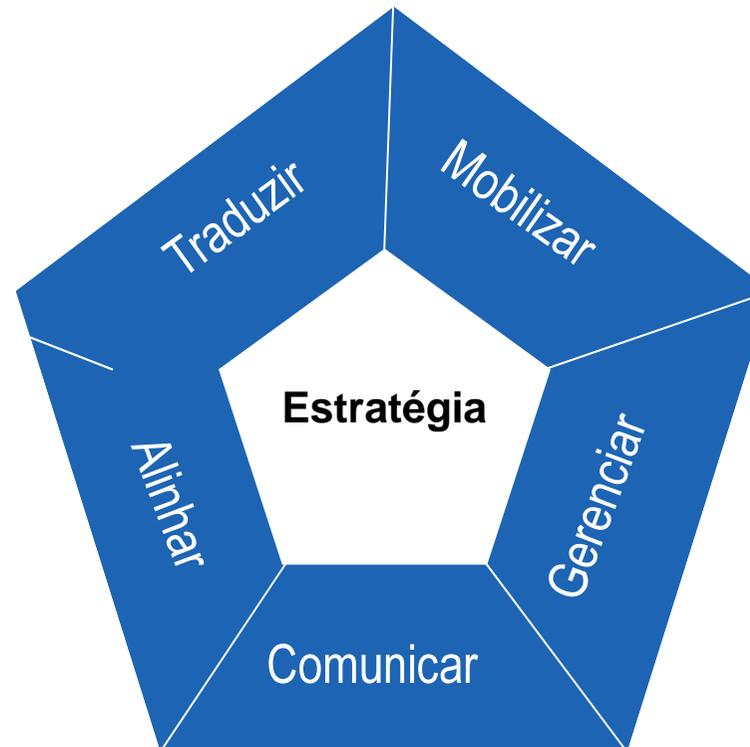 Traduzir
Mobilizar
Estratégia
Alinhar
Gerenciar
Comunicar